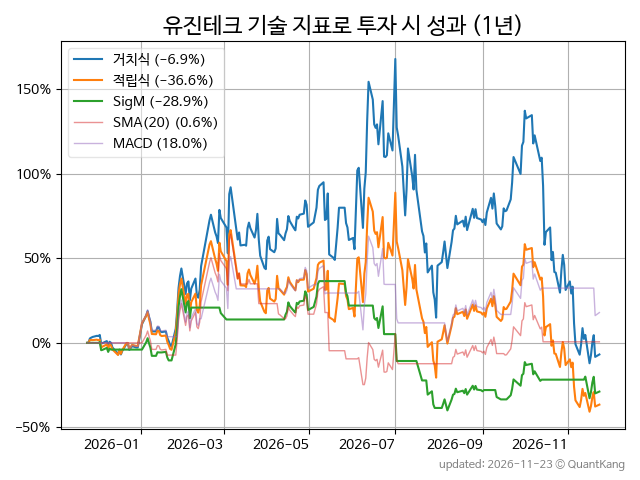 유진테크 기술 지표로 투자 시 성과 (1년)
거치식 (−6.9%)
적립식 (−36.6%)
SigM (−28.9%)
SMA(20) (0.6%)
MACD (18.0%)
150%
100%
50%
0%
−50%
2026-01 2026-03 2026-05 2026-07 2026-09 2026-11
updated: 2026-11-23 © QuantKang